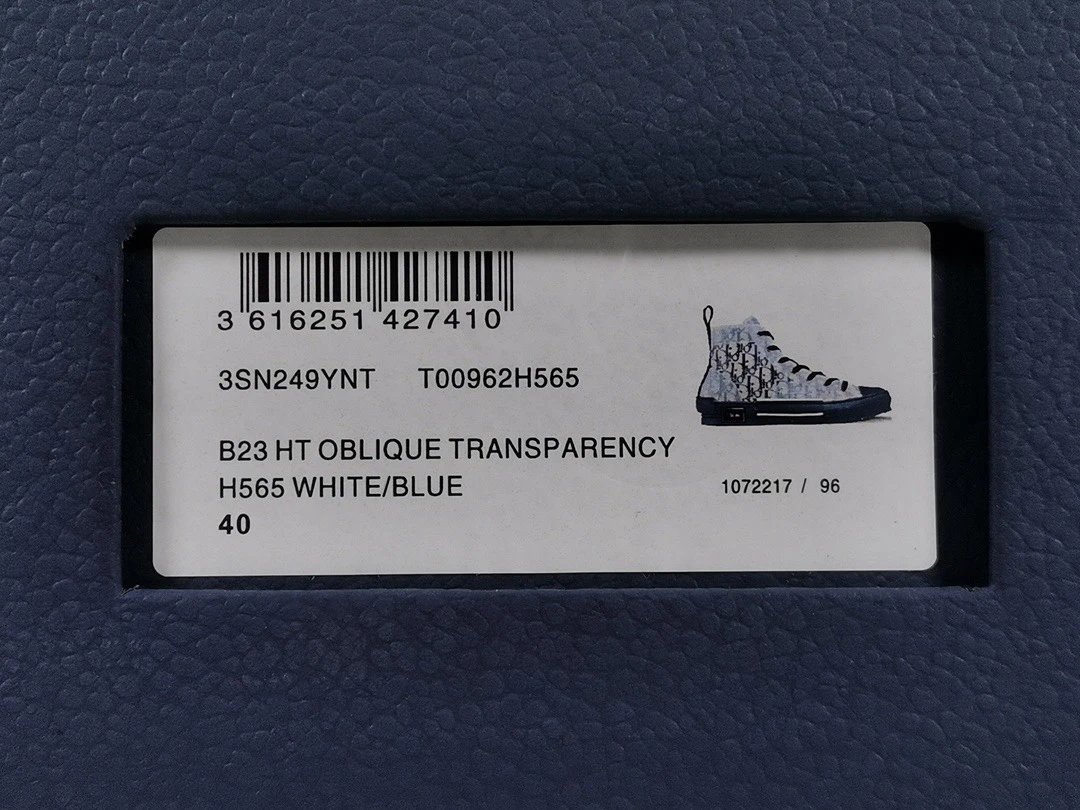 3 616251 427410
3SN249YNT T00962H565
B23 HT OBLIQUE TRANSPARENCY
H565 WHITE/BLUE
1072217 / 96
40